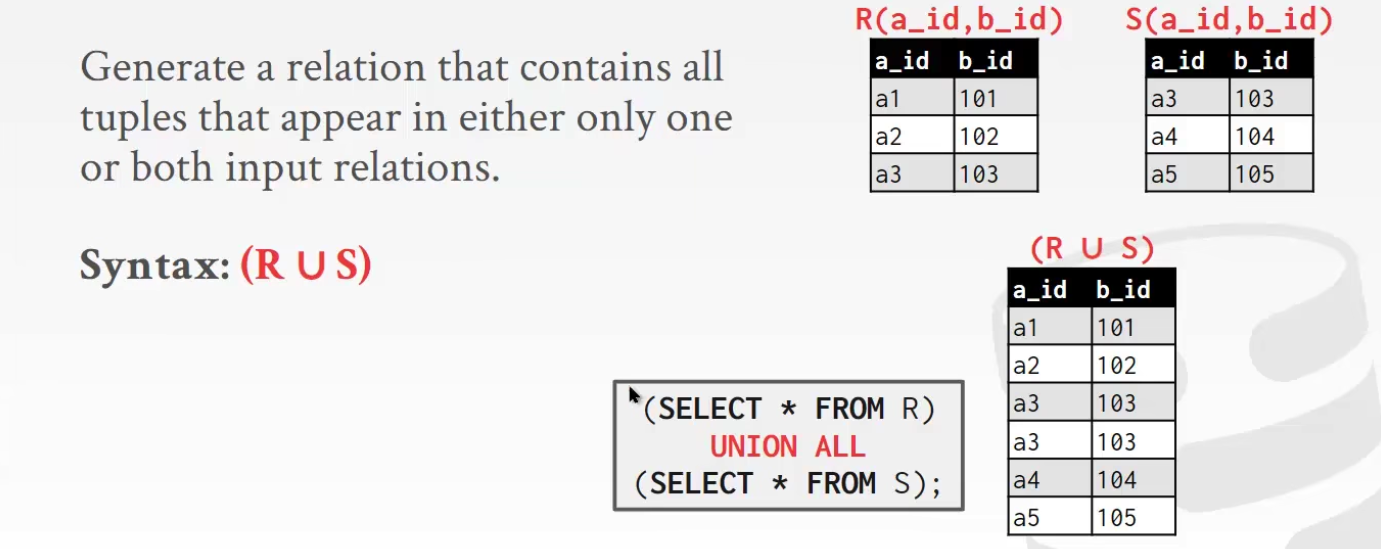 Generate a relation that contains all
tuples that appear in either only one
or both input relations.
Syntax: (R ∪ S)
R(a_id,b_id)
a_id b_id
a1 101
a2 102
a3 103
S(a_id,b_id)
a_id b_id
a3 103
a4 104
a5 105
(R ∪ S)
a_id b_id
a1 101
a2 102
a3 103
a3 103
a4 104
a5 105
(SELECT * FROM R)
UNION ALL
(SELECT * FROM S);